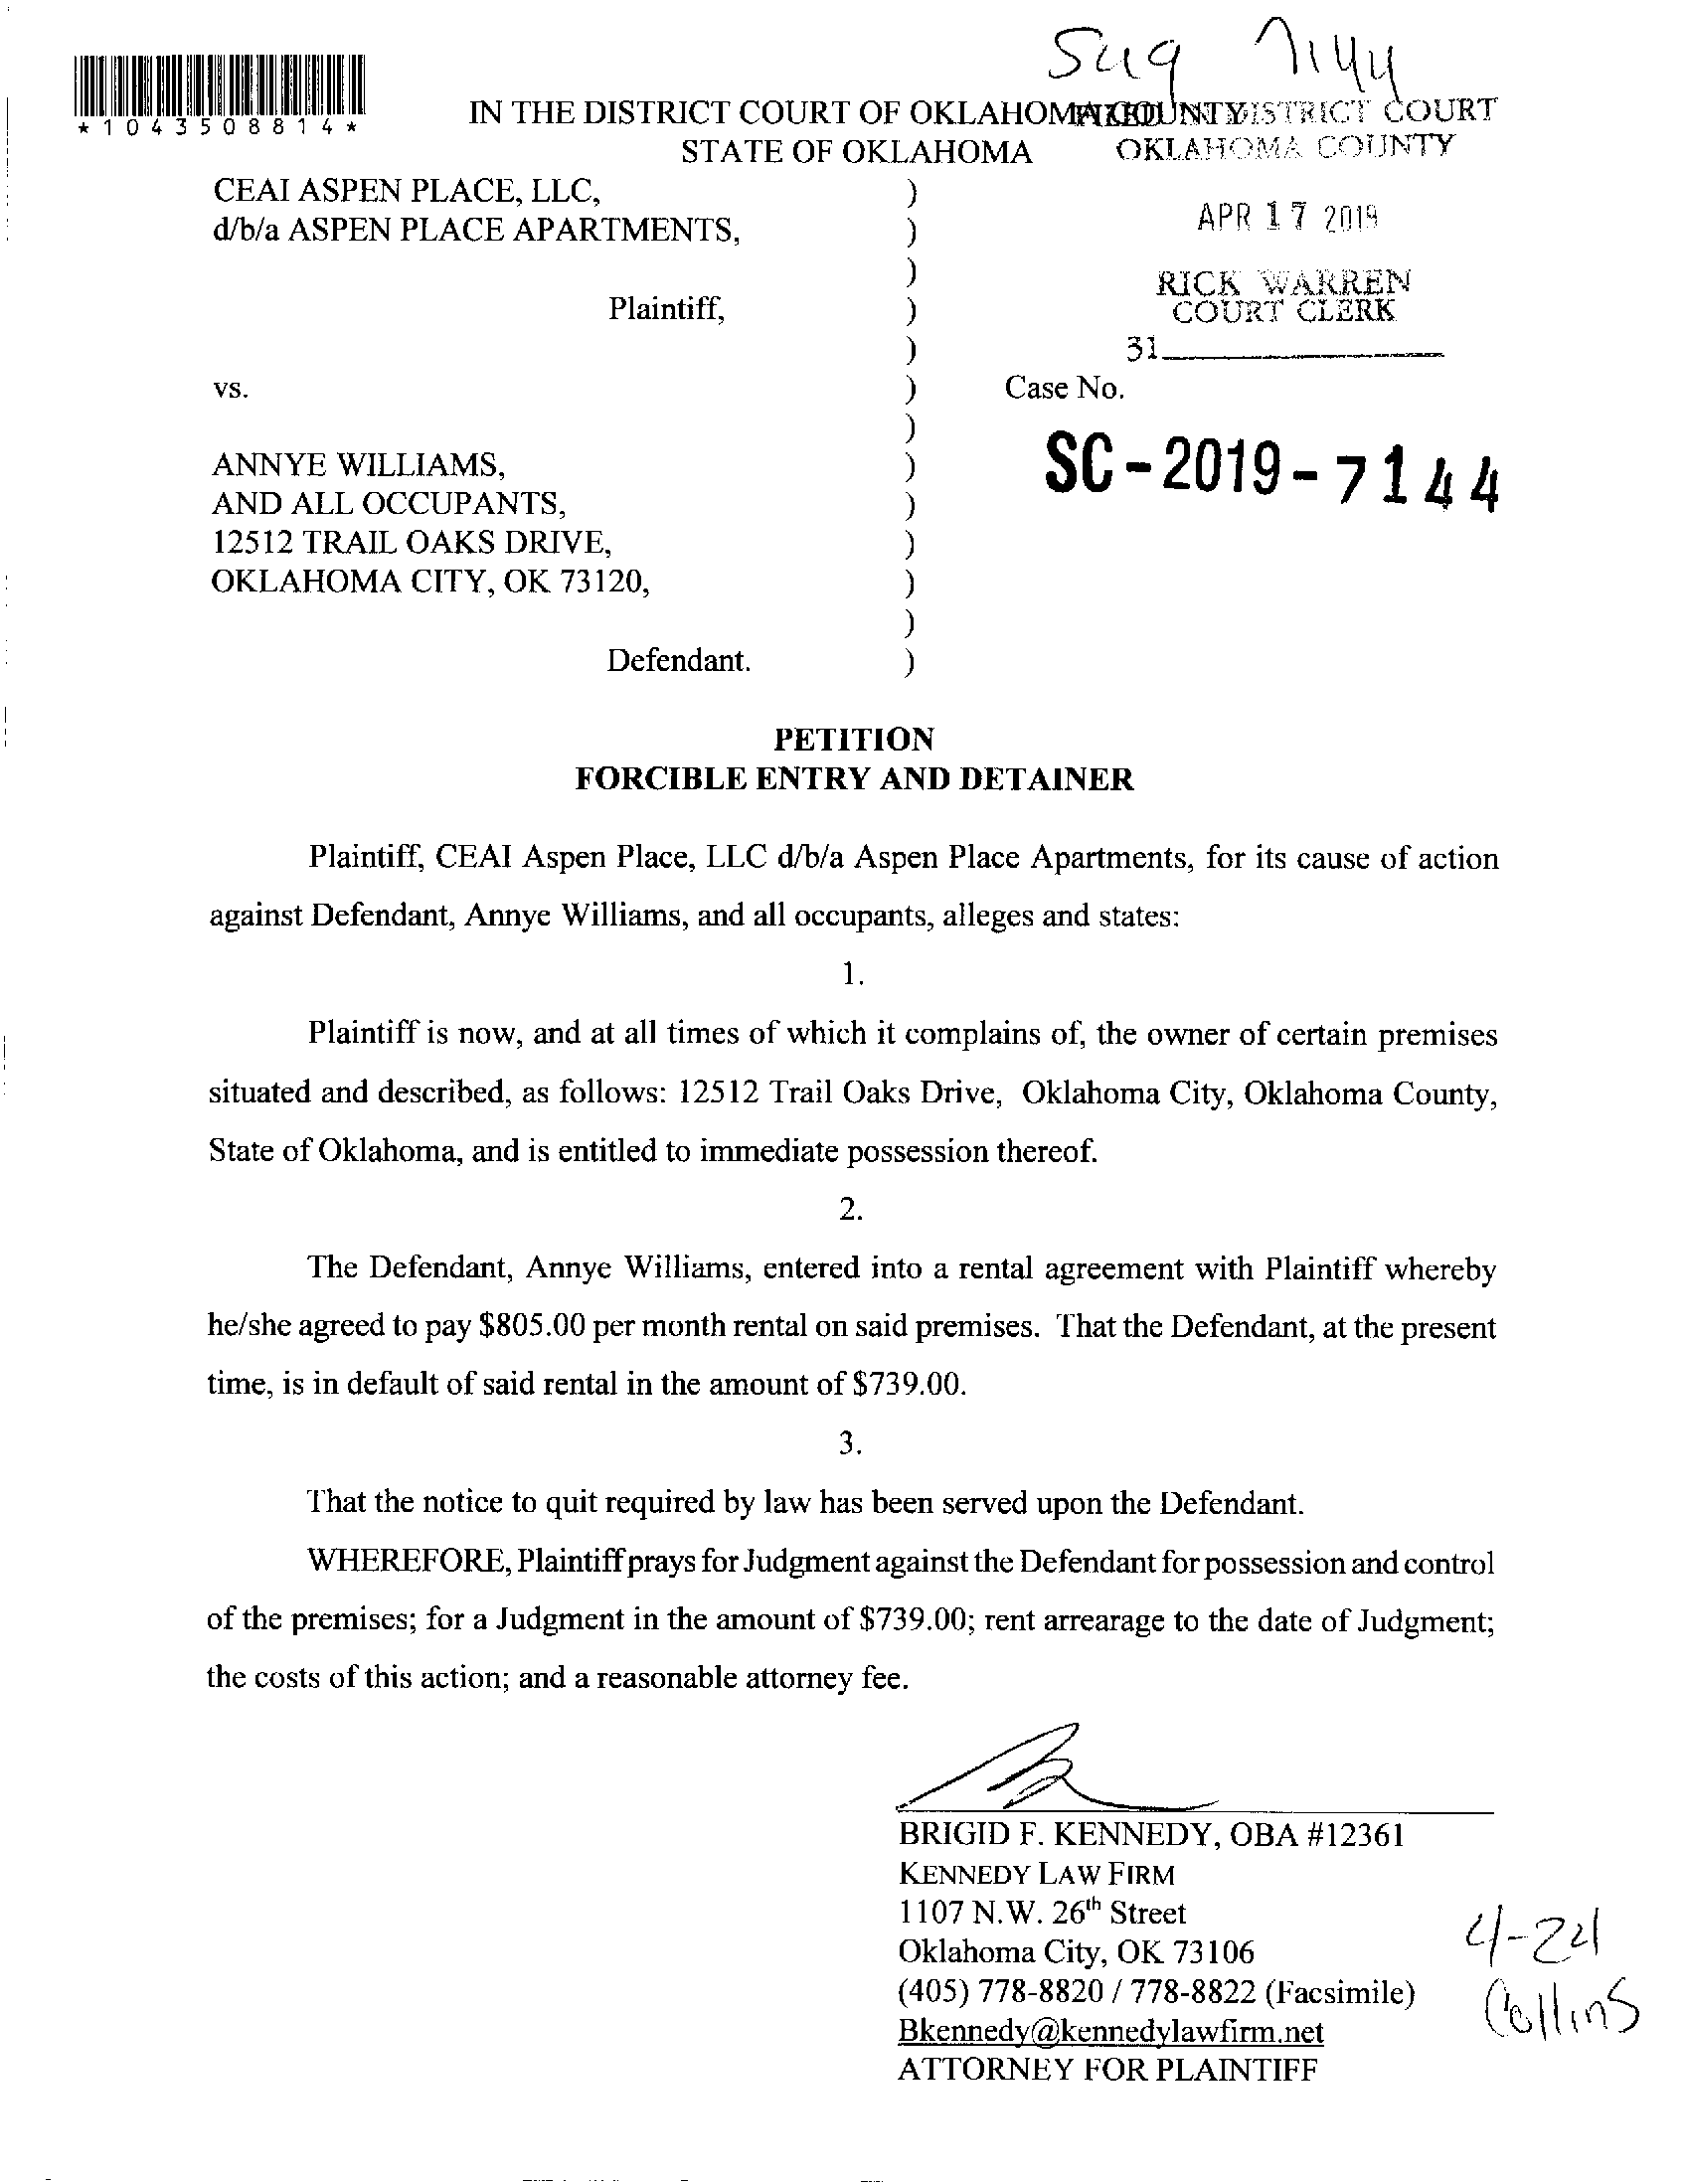 *1043508814*
IN THE DISTRICT COURT OF OKLAHOMA COUNTY
STATE OF OKLAHOMA
FILED IN DISTRICT COURT
OKLAHOMA COUNTY
APR 17 2019
RICK WARREN
COURT CLERK
31
CEAI ASPEN PLACE, LLC, )
d/b/a ASPEN PLACE APARTMENTS, )
)
Plaintiff, )
)
vs. ) Case No.
)
SC-2019-7144
ANNYE WILLIAMS, )
AND ALL OCCUPANTS, )
12512 TRAIL OAKS DRIVE, )
OKLAHOMA CITY, OK 73120, )
)
Defendant. )
PETITION
FORCIBLE ENTRY AND DETAINER
Plaintiff, CEAI Aspen Place, LLC d/b/a Aspen Place Apartments, for its cause of action
against Defendant, Annye Williams, and all occupants, alleges and states:
1.
Plaintiff is now, and at all times of which it complains of, the owner of certain premises
situated and described, as follows: 12512 Trail Oaks Drive, Oklahoma City, Oklahoma County,
State of Oklahoma, and is entitled to immediate possession thereof.
2.
The Defendant, Annye Williams, entered into a rental agreement with Plaintiff whereby
he/she agreed to pay $805.00 per month rental on said premises. That the Defendant, at the present
time, is in default of said rental in the amount of $739.00.
3.
That the notice to quit required by law has been served upon the Defendant.
WHEREFORE, Plaintiff prays for Judgment against the Defendant for possession and control
of the premises; for a Judgment in the amount of $739.00; rent arrearage to the date of Judgment;
the costs of this action; and a reasonable attorney fee.
BRIGID F. KENNEDY, OBA #12361
KENNEDY LAW FIRM
1107 N.W. 26th Street
Oklahoma City, OK 73106
(405) 778-8820 / 778-8822 (Facsimile)
Bkennedy@kennedylawfirm.net
ATTORNEY FOR PLAINTIFF
4-24
Collins